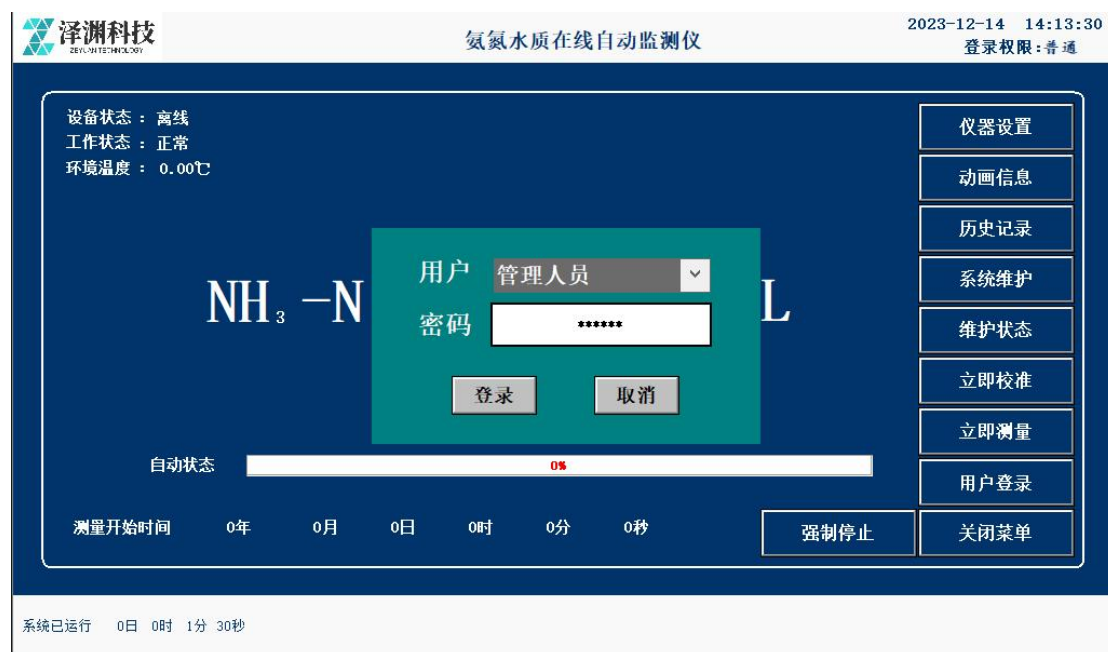 泽渊科技
ZEYUANTECHNOLOGY
氨氮水质在线自动监测仪
2023-12-14 14:13:30
登录权限:普通
设备状态： 离线
工作状态： 正常
环境温度： 0.00℃
仪器设置
动画信息
历史记录
系统维护
维护状态
立即校准
立即测量
用户登录
关闭菜单
NH₃-N
L
用户 管理人员
密码 ******
登录 取消
自动状态 0%
测量开始时间 0年 0月 0日 0时 0分 0秒
强制停止
系统已运行 0日 0时 1分 30秒